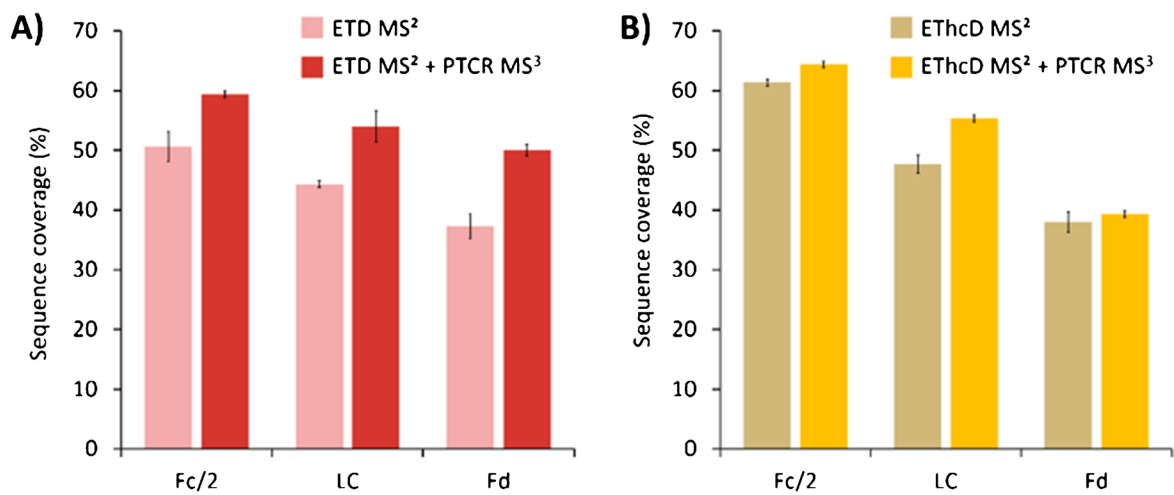 A)
ETD MS²
ETD MS² + PTCR MS³
Sequence coverage (%)
70
60
50
40
30
20
10
0
Fc/2 LC Fd
B)
EThcD MS²
EThcD MS² + PTCR MS³
Sequence coverage (%)
70
60
50
40
30
20
10
0
Fc/2 LC Fd